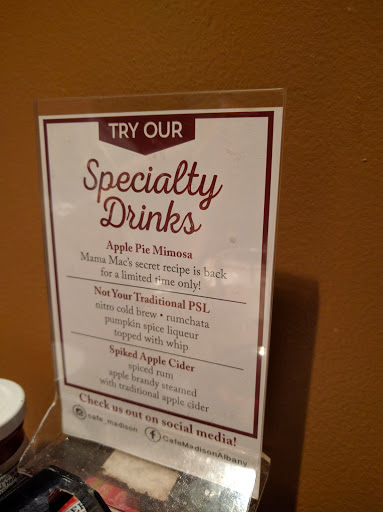 TRY OUR
Specialty
Drinks
Apple Pie Mimosa
Mama Mac's secret recipe is back
for a limited time only!
Not Your Traditional PSL
nitro cold brew • rumchata
pumpkin spice liqueur
topped with whip
Spiked Apple Cider
spiced rum
apple brandy steamed
with traditional apple cider
Check us out on social media!
cafe_madison
CafeMadisonAlbany